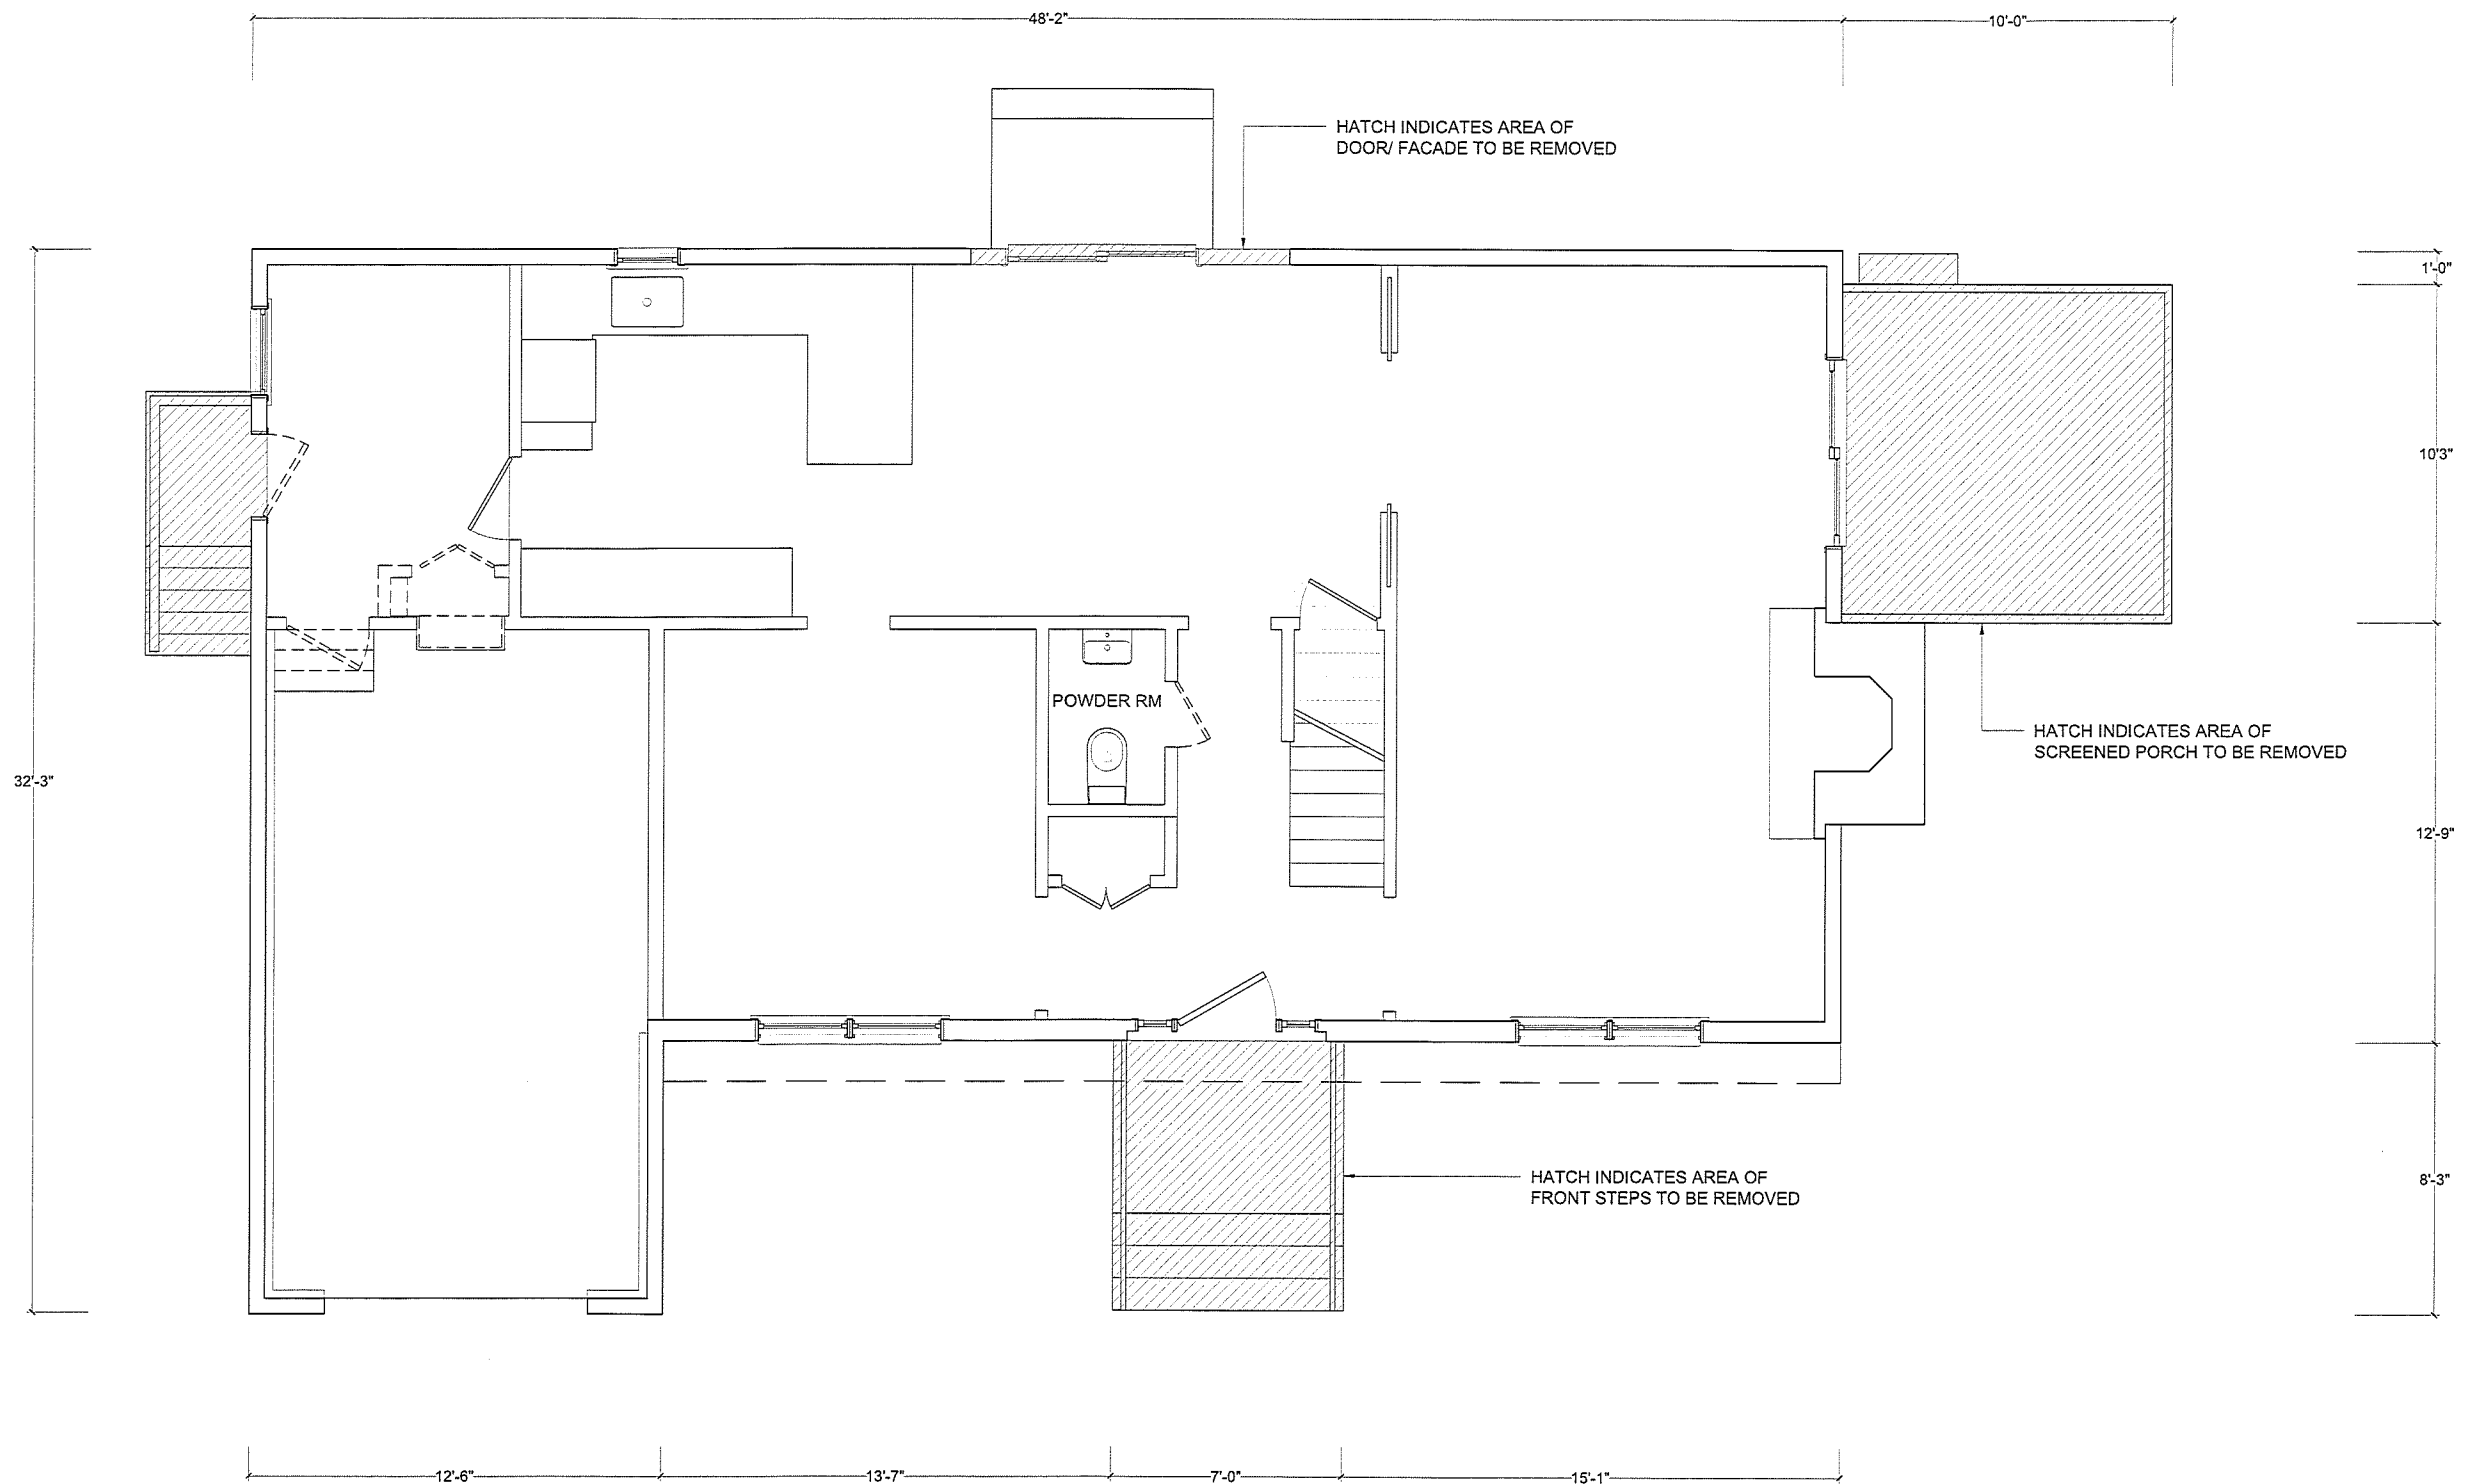 48'-2"
10'-0"
HATCH INDICATES AREA OF
DOOR/ FACADE TO BE REMOVED
1'-0"
10'3"
POWDER RM
HATCH INDICATES AREA OF
SCREENED PORCH TO BE REMOVED
32'-3"
12'-9"
HATCH INDICATES AREA OF
FRONT STEPS TO BE REMOVED
8'-3"
12'-6"
13'-7"
7'-0"
15'-1"